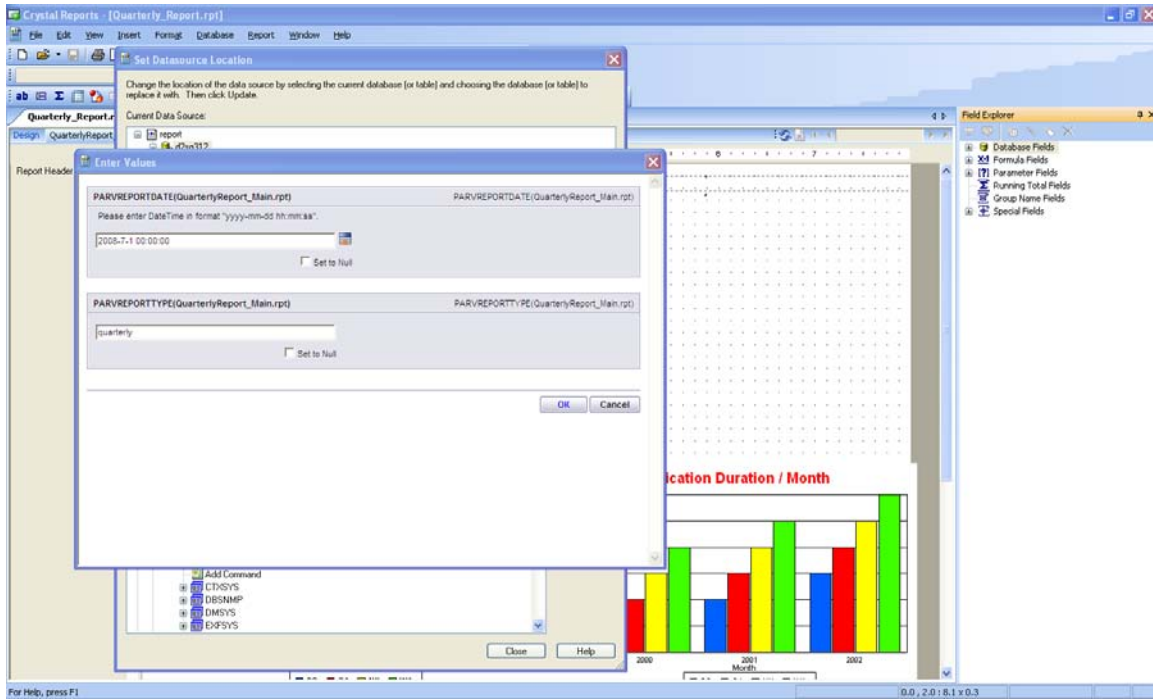 Crystal Reports - [Quarterly_Report.rpt]
File Edit View Insert Format Database Report Window Help
Set Datasource Location
Change the location of the data source by selecting the current database (or table) and choosing the database (or table) to
replace it with. Then click Update.
Quarterly_Report.r
Current Data Source:
Design QuarterlyReport_
report
Report Header
Enter Values
PARVREPORTDATE(QuarterlyReport_Main.rpt) PARVREPORTDATE(QuarterlyReport_Main.rpt)
Please enter DateTime in format "yyyy-mm-dd hh:mm:ss".
2008-7-1 00:00:00
Set to Null
PARVREPORTTYPE(QuarterlyReport_Main.rpt) PARVREPORTTYPE(QuarterlyReport_Main.rpt)
quarterly
Set to Null
OK Cancel
6 7
Field Explorer
Database Fields
Formula Fields
Parameter Fields
Running Total Fields
Group Name Fields
Special Fields
ication Duration / Month
Add Command
CTXSYS
DBSNMP
DMSYS
EXFSYS
Close Help
2000 2001 2002
Month
For Help, press F1
0.0 , 2.0 : 8.1 x 0.3